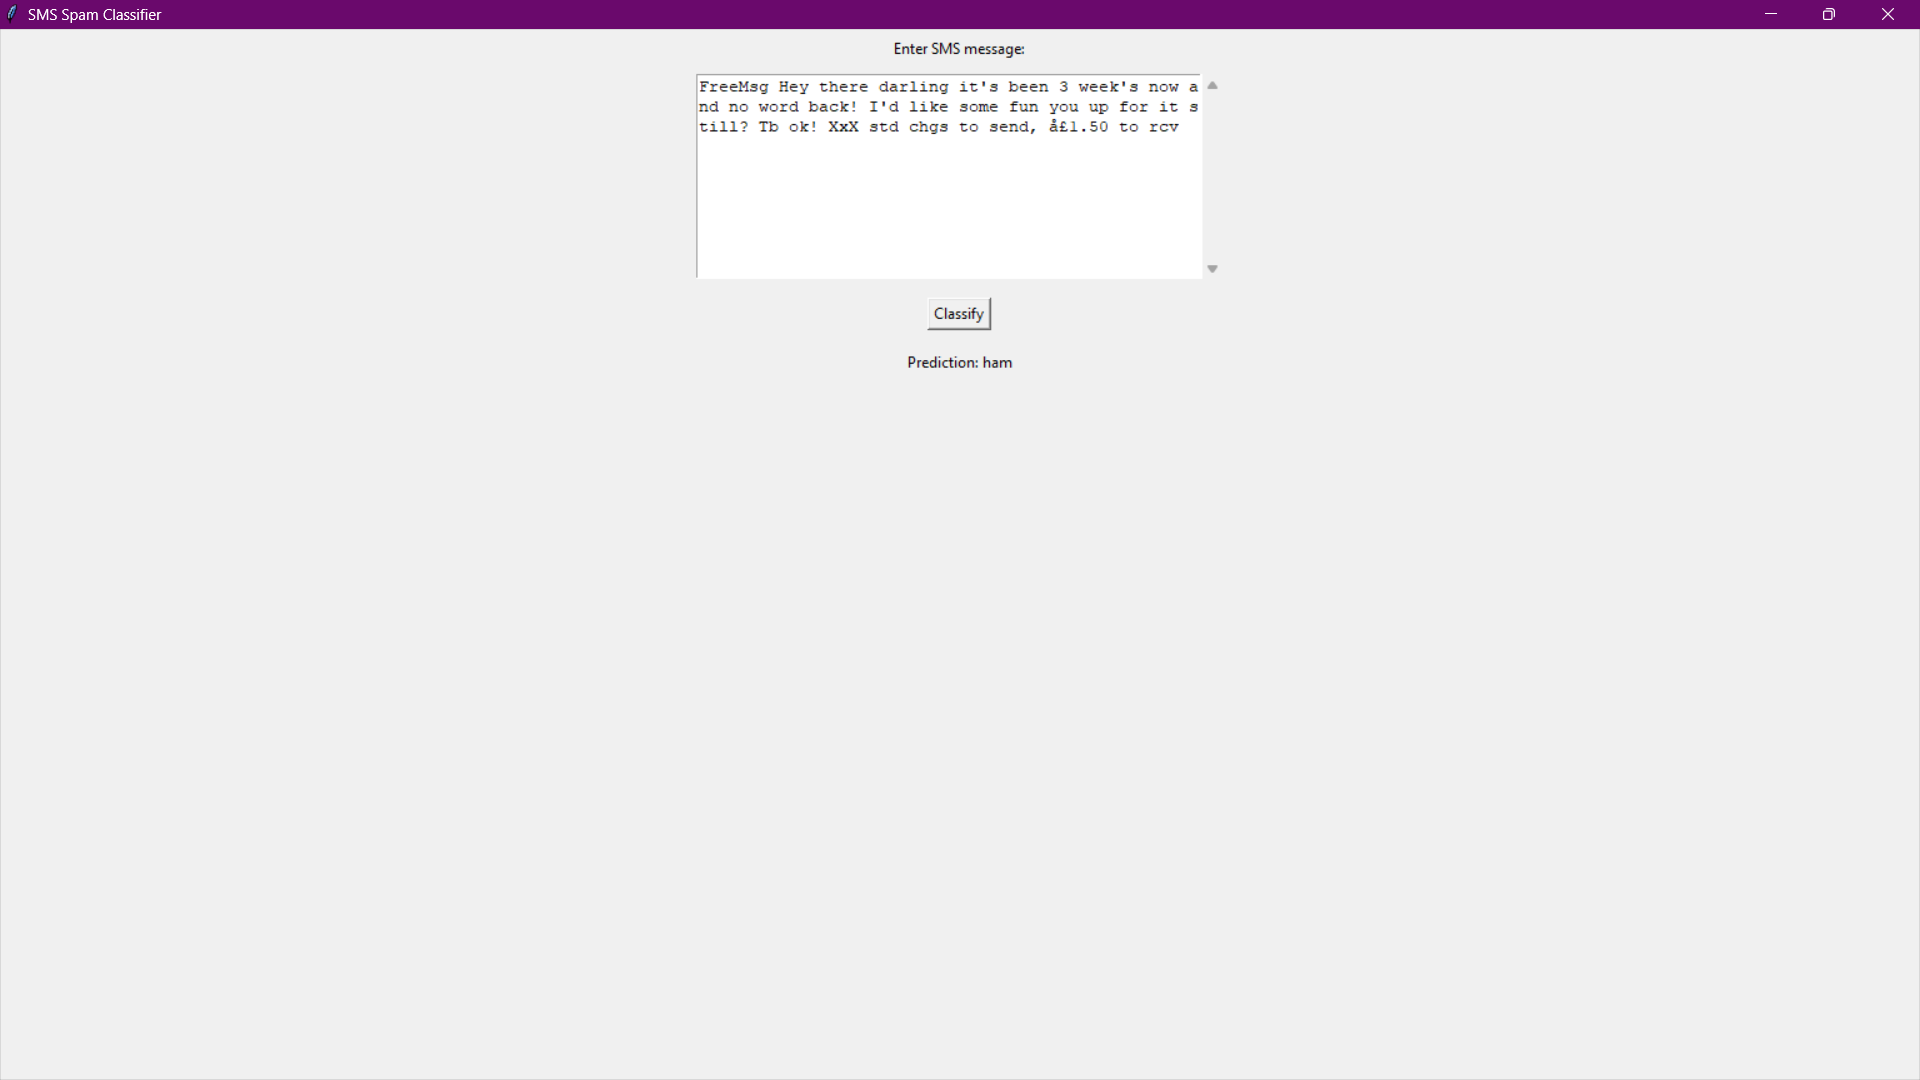 SMS Spam Classifier
Enter SMS message:
FreeMsg Hey there darling it's been 3 week's now a
nd no word back! I'd like some fun you up for it s
till? Tb ok! XxX std chgs to send, å£1.50 to rcv
Classify
Prediction: ham